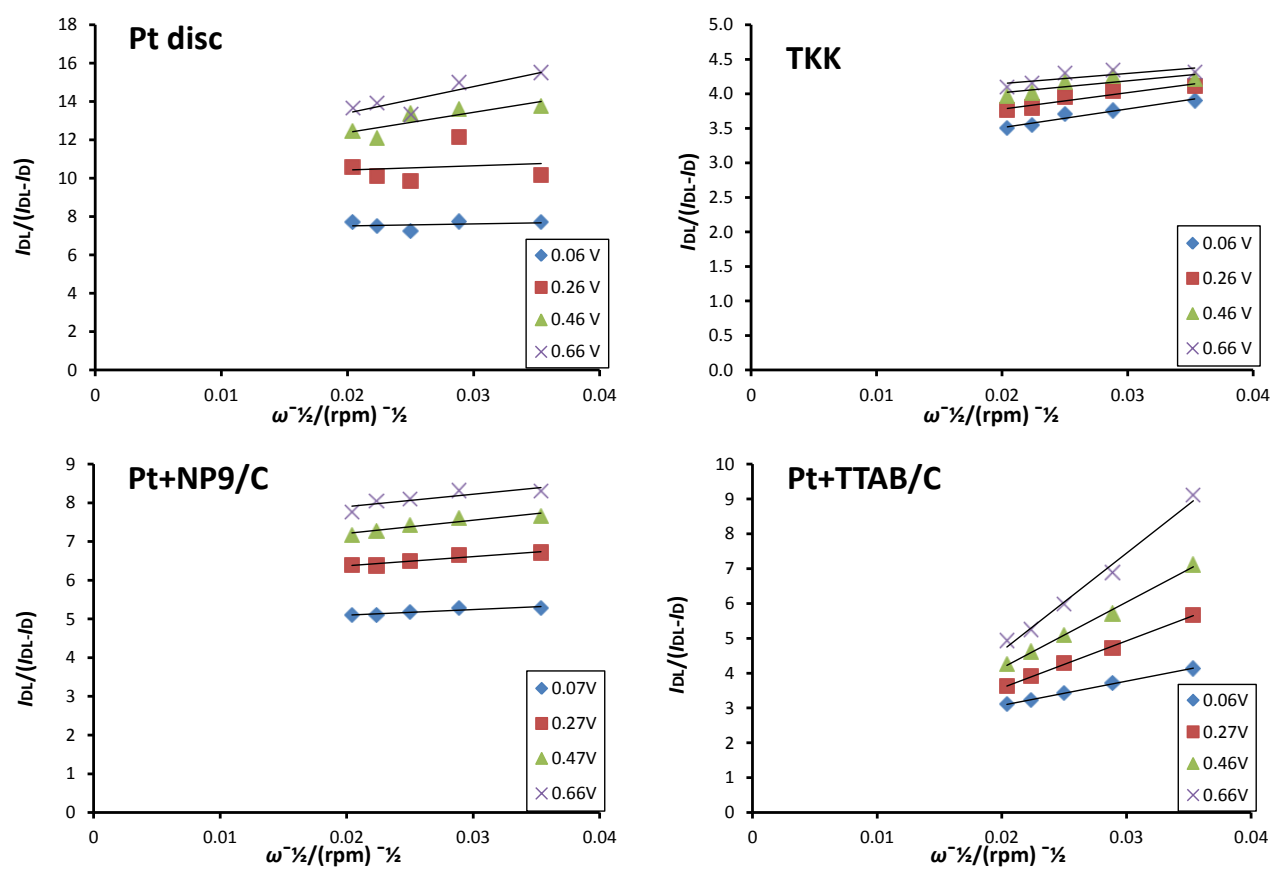 Pt disc
18
16
14
12
10
8
6
4
2
0
0
0.01
0.02
0.03
0.04
IDL/(IDL-ID)
ω⁻½/(rpm) ⁻½
0.06 V
0.26 V
0.46 V
0.66 V
TKK
5.0
4.5
4.0
3.5
3.0
2.5
2.0
1.5
1.0
0.5
0.0
0
0.01
0.02
0.03
0.04
IDL/(IDL-ID)
ω⁻½/(rpm) ⁻½
0.06 V
0.26 V
0.46 V
0.66 V
Pt+NP9/C
9
8
7
6
5
4
3
2
1
0
0
0.01
0.02
0.03
0.04
IDL/(IDL-ID)
ω⁻½/(rpm) ⁻½
0.07V
0.27V
0.47V
0.66V
Pt+TTAB/C
10
9
8
7
6
5
4
3
2
1
0
0
0.01
0.02
0.03
0.04
IDL/(IDL-ID)
ω⁻½/(rpm) ⁻½
0.06V
0.27V
0.46V
0.66V